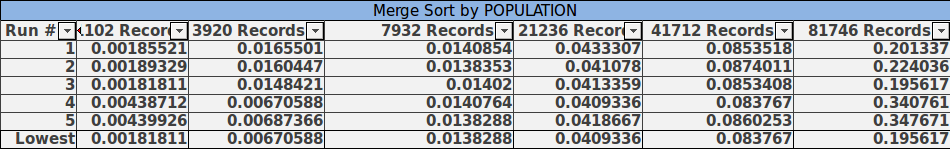 Merge Sort by POPULATION
Run # 1102 Records 3920 Records 7932 Records 21236 Records 41712 Records 81746 Records
1 0.00185521 0.0165501 0.0140854 0.0433307 0.0853518 0.201337
2 0.00189329 0.0160447 0.0138353 0.041078 0.0874011 0.224036
3 0.00181811 0.0148421 0.01402 0.0413359 0.0853408 0.195617
4 0.00438712 0.00670588 0.0140764 0.0409336 0.083767 0.340761
5 0.00439926 0.00687366 0.0138288 0.0418667 0.0860253 0.347671
Lowest 0.00181811 0.00670588 0.0138288 0.0409336 0.083767 0.195617